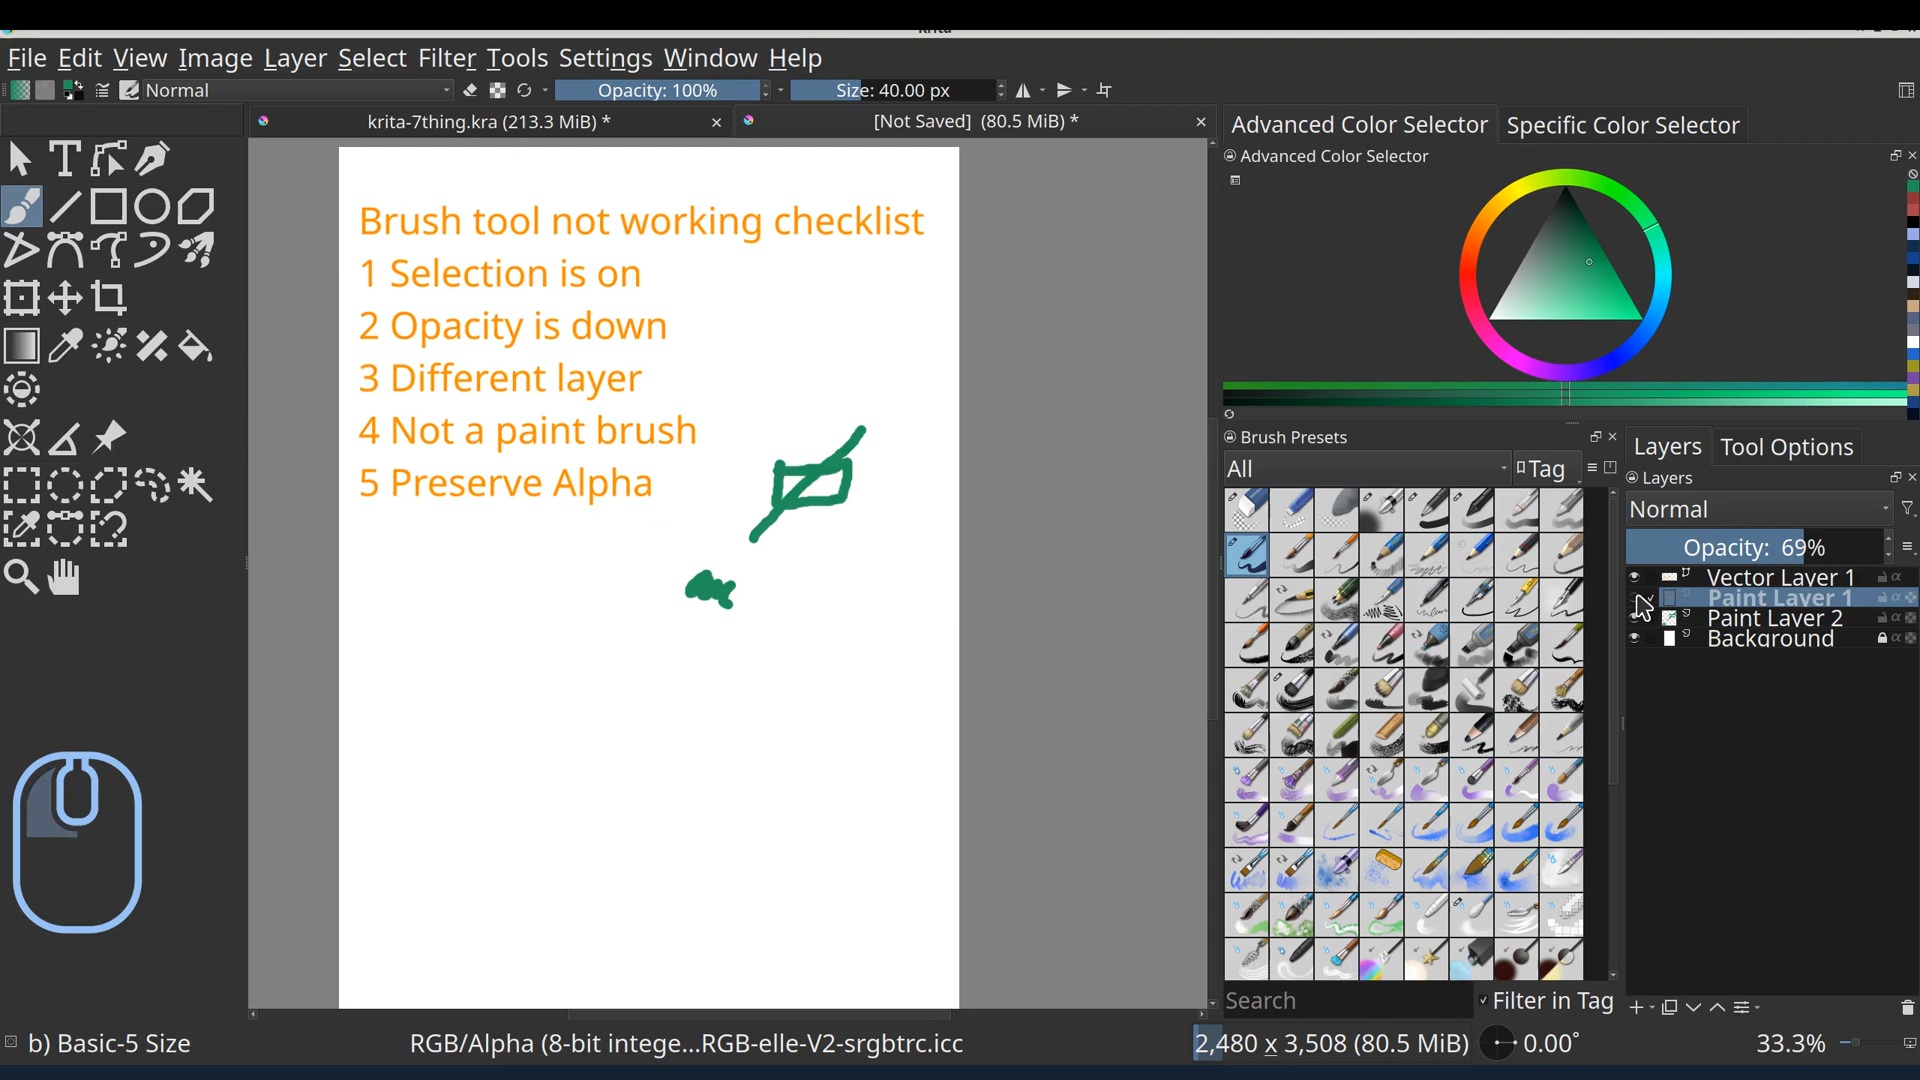 krita
File Edit View Image Layer Select Filter Tools Settings Window Help
Normal
Opacity: 100%
Size: 40.00 px
krita-7thing.kra (213.3 MiB) *
[Not Saved] (80.5 MiB) *
Advanced Color Selector
Specific Color Selector
Advanced Color Selector
Brush tool not working checklist
1 Selection is on
2 Opacity is down
3 Different layer
4 Not a paint brush
5 Preserve Alpha
Brush Presets
All
Tag
Layers
Tool Options
Layers
Normal
Opacity: 69%
Vector Layer 1
Paint Layer 1
Paint Layer 2
Background
Search
Filter in Tag
b) Basic-5 Size
RGB/Alpha (8-bit intege...RGB-elle-V2-srgbtrc.icc
2,480 x 3,508 (80.5 MiB)
0.00°
33.3%